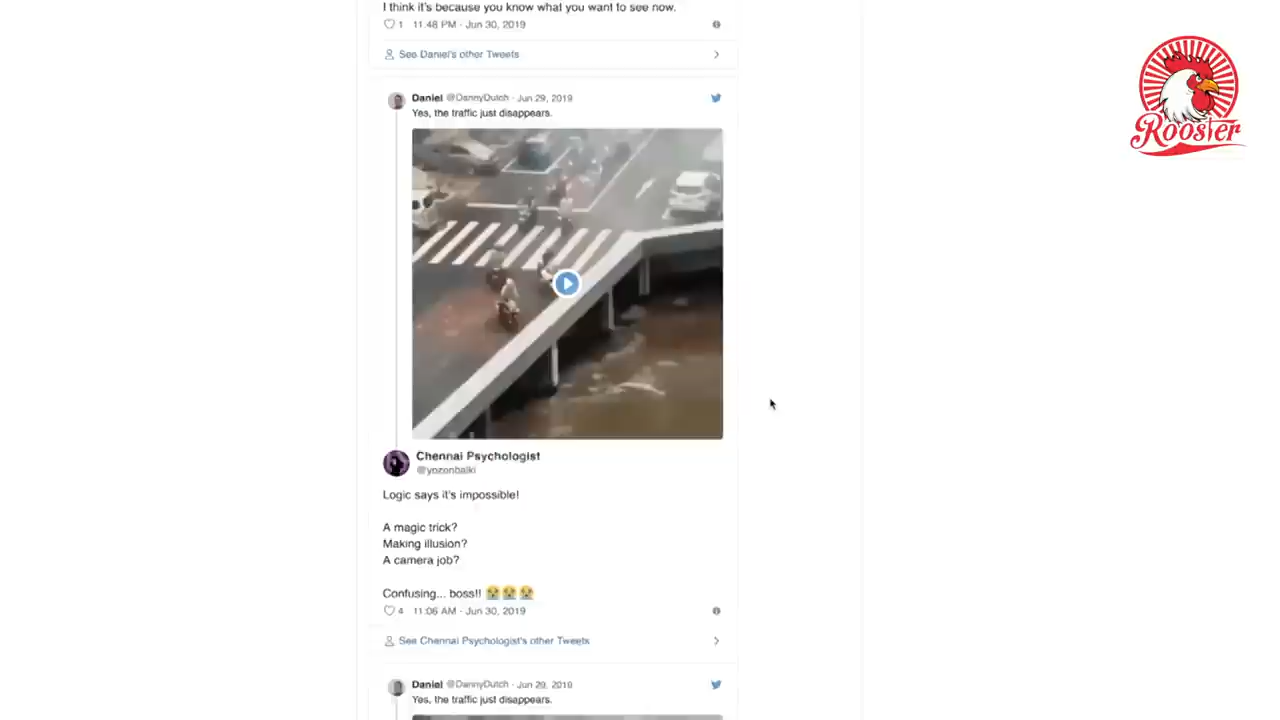 I think it's because you know what you want to see now.
1 11:48 PM - Jun 30, 2019
See Daniel's other Tweets
Rooster
Daniel @DannyDutch · Jun 29, 2019
Yes, the traffic just disappears.
Chennai Psychologist
@yozenbalki
Logic says it's impossible!
A magic trick?
Making illusion?
A camera job?
Confusing... boss!! 😭😭😭
4 11:06 AM - Jun 30, 2019
See Chennai Psychologist's other Tweets
Daniel @DannyDutch · Jun 29, 2019
Yes, the traffic just disappears.